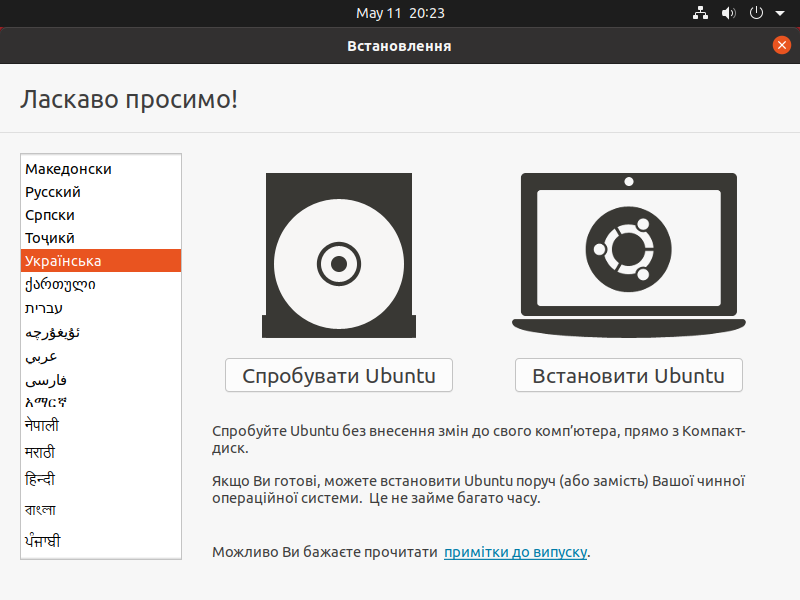 May 11 20:23
Встановлення
Ласкаво просимо!
Македонски
Русский
Српски
Тоҷикӣ
Українська
ქართული
עברית
ئۇيغۇرچە
عربي
فارسی
አማርኛ
नेपाली
मराठी
हिन्दी
বাংলা
ਪੰਜਾਬੀ
Спробувати Ubuntu
Встановити Ubuntu
Спробуйте Ubuntu без внесення змін до свого комп’ютера, прямо з Компакт-
диск.
Якщо Ви готові, можете встановити Ubuntu поруч (або замість) Вашої чинної
операційної системи. Це не займе багато часу.
Можливо Ви бажаєте прочитати примітки до випуску.